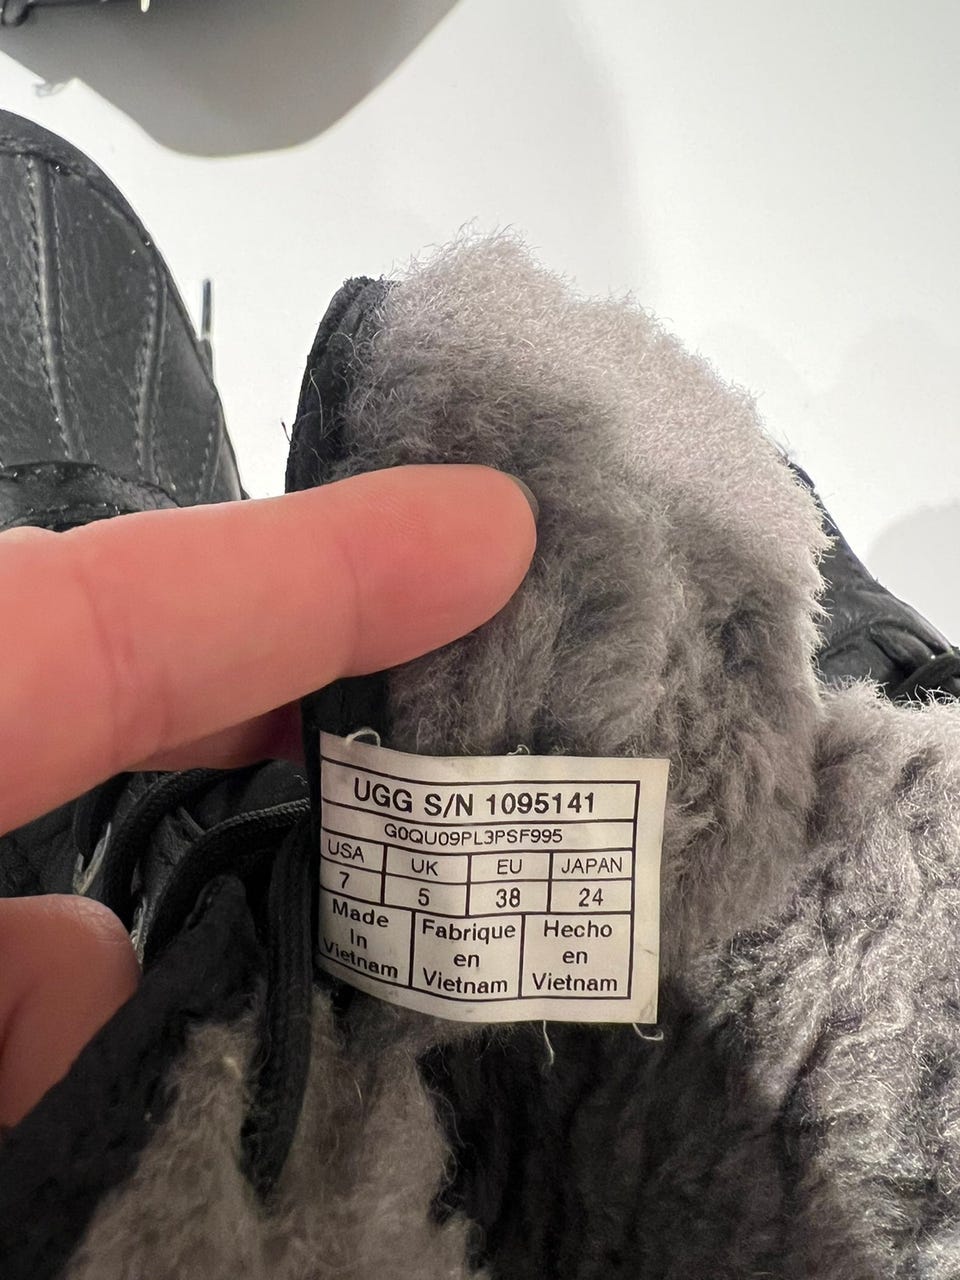 UGG S/N 1095141
G0QU09PL3PSF995
USA UK EU JAPAN
7 5 38 24
Made Fabrique Hecho
In en en
Vietnam Vietnam Vietnam